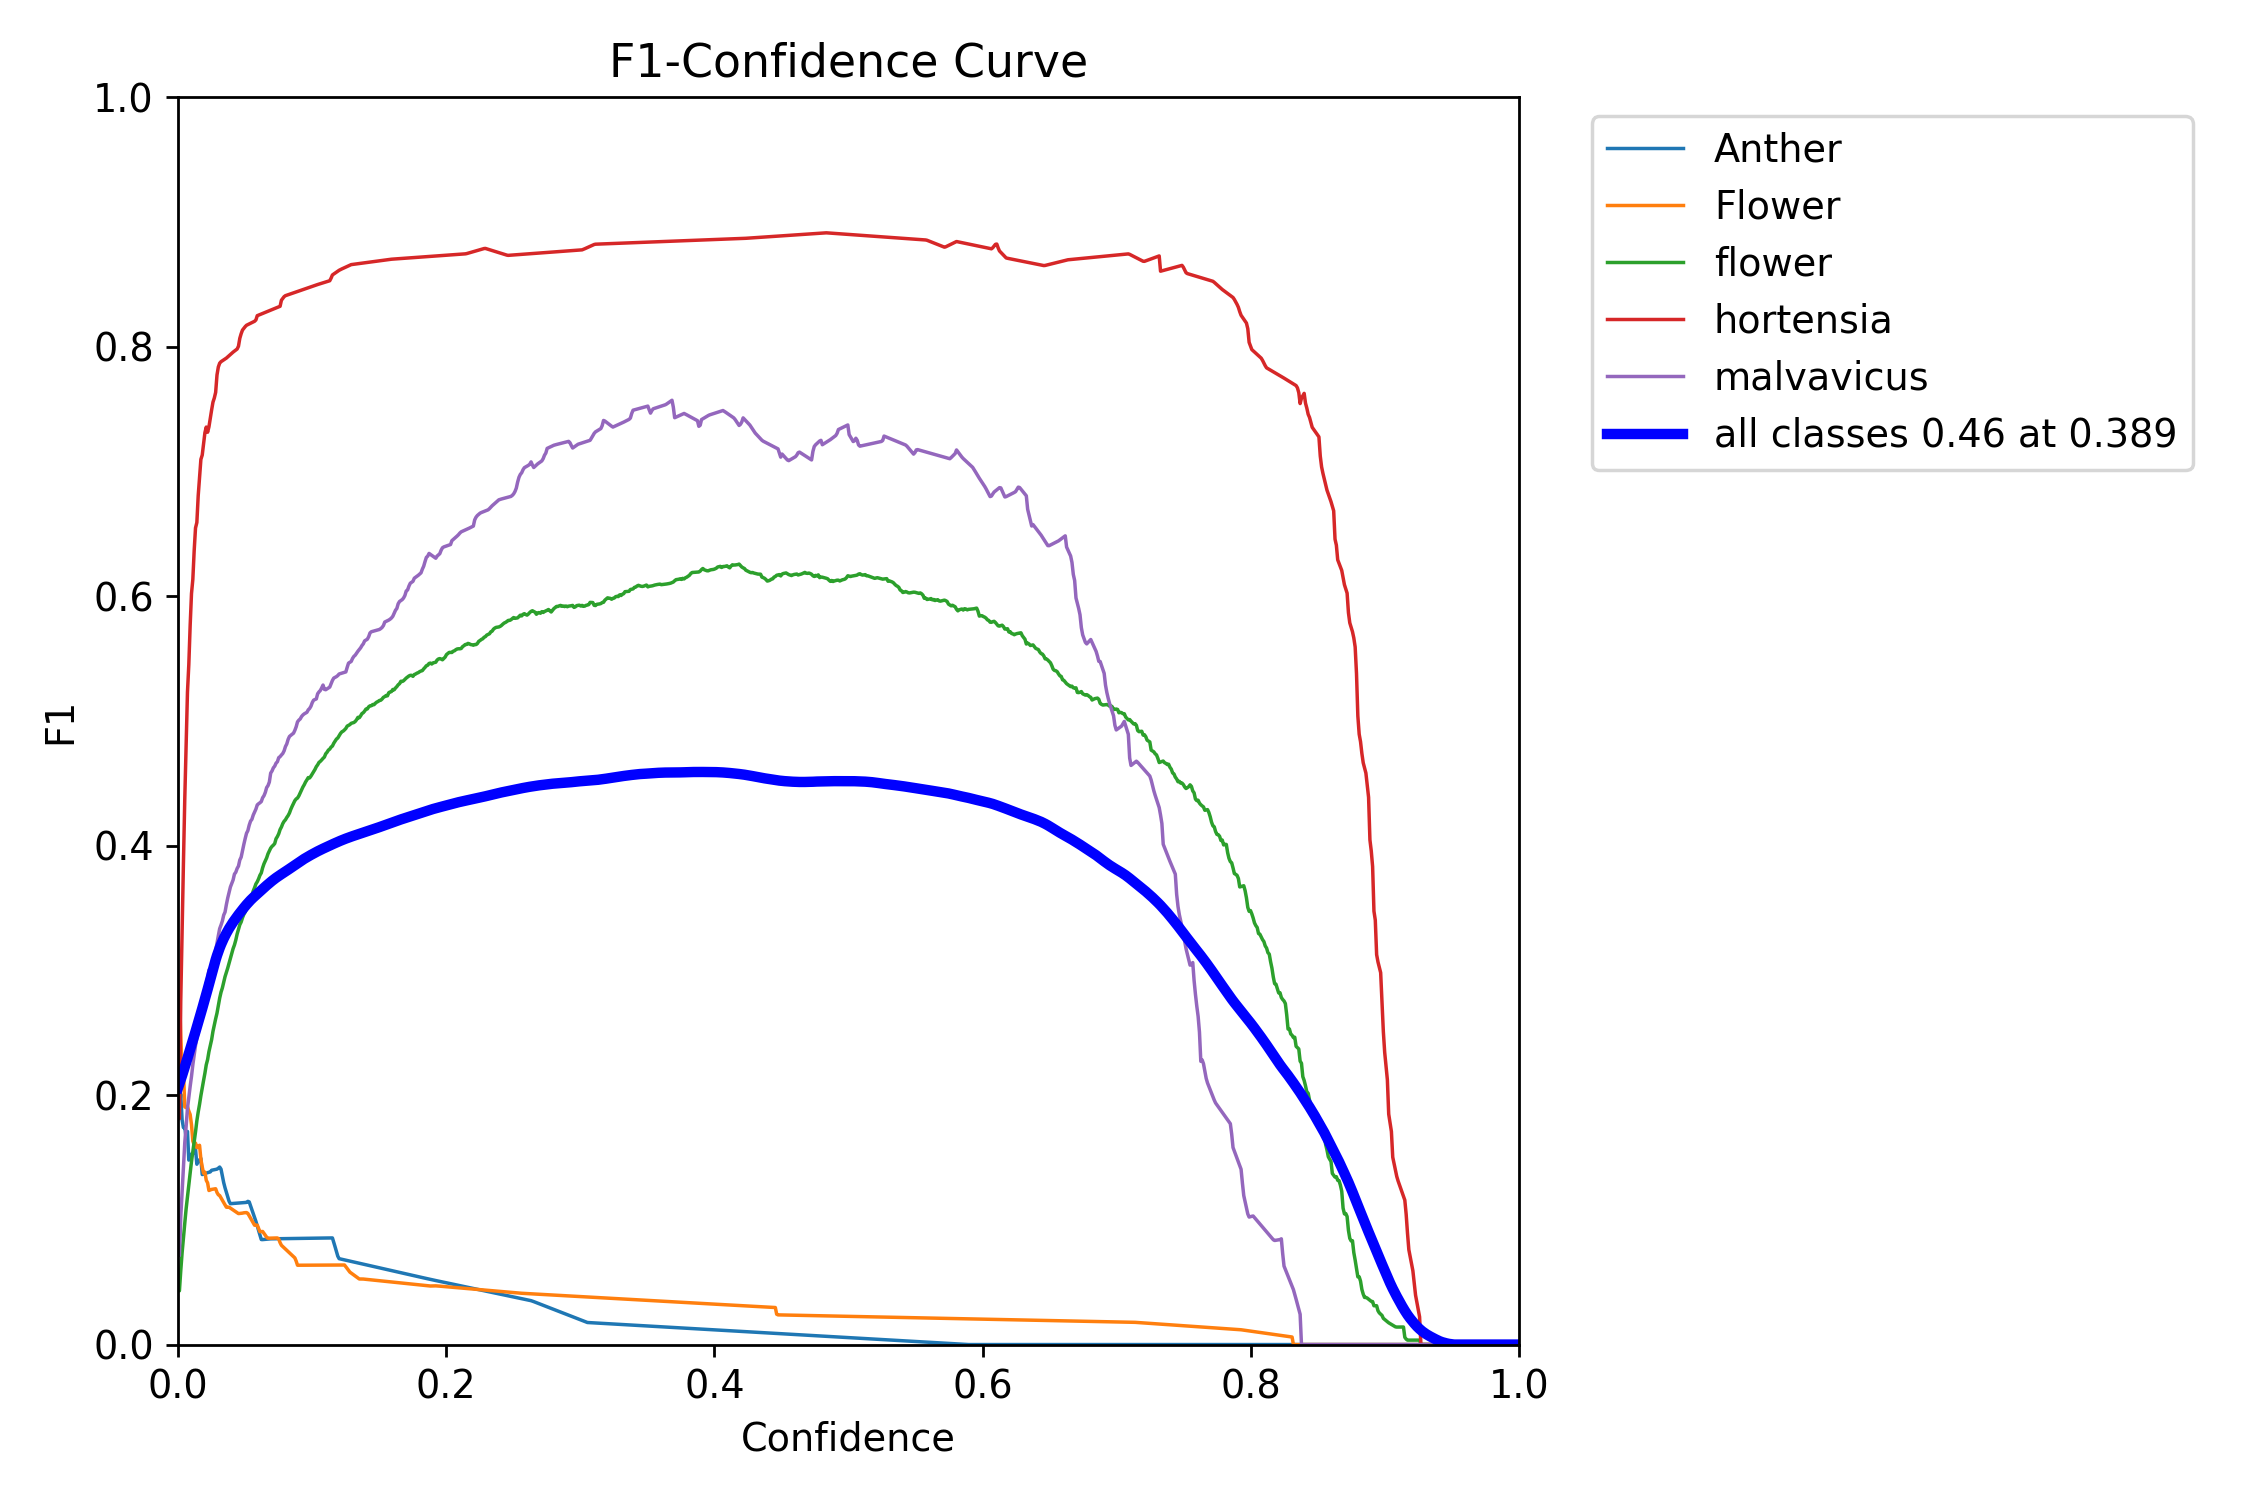 F1-Confidence Curve
1.0
0.8
0.6
0.4
0.2
0.0
F1
0.0 0.2 0.4 0.6 0.8 1.0
Confidence
Anther
Flower
flower
hortensia
malvavicus
all classes 0.46 at 0.389